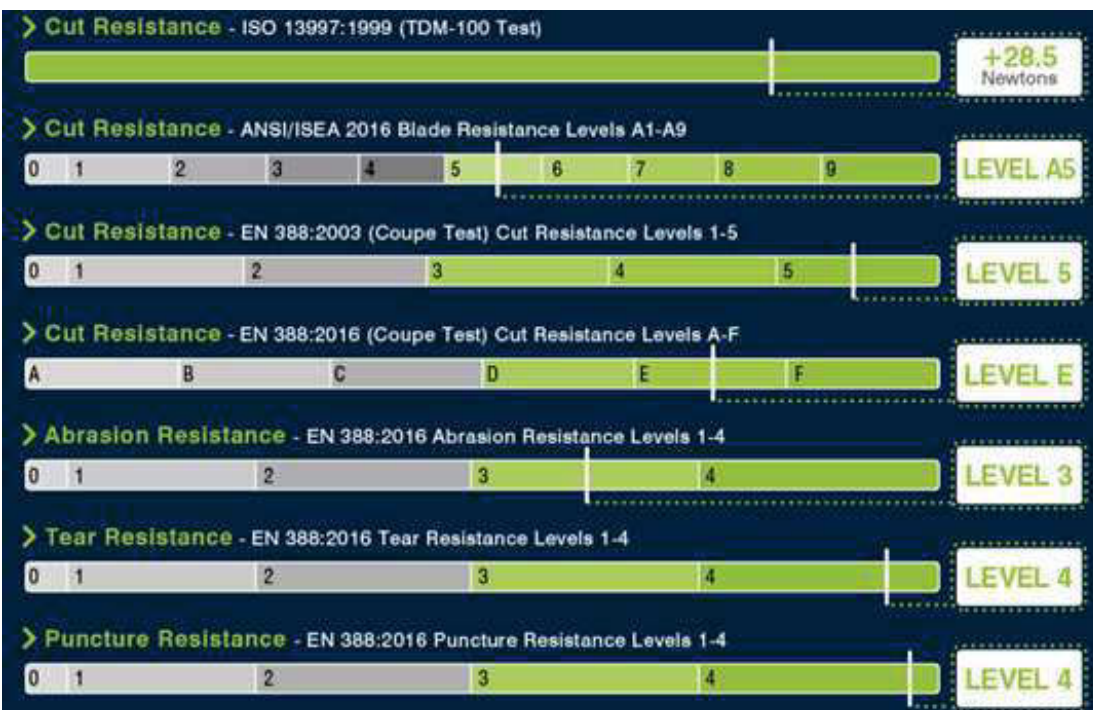 > Cut Resistance - ISO 13997:1999 (TDM-100 Test)
+28.5
Newtons
> Cut Resistance - ANSI/ISEA 2016 Blade Resistance Levels A1-A9
0 1 2 3 4 5 6 7 8 9
LEVEL A5
> Cut Resistance - EN 388:2003 (Coupe Test) Cut Resistance Levels 1-5
0 1 2 3 4 5
LEVEL 5
> Cut Resistance - EN 388:2016 (Coupe Test) Cut Resistance Levels A-F
A B C D E F
LEVEL E
> Abrasion Resistance - EN 388:2016 Abrasion Resistance Levels 1-4
0 1 2 3 4
LEVEL 3
> Tear Resistance - EN 388:2016 Tear Resistance Levels 1-4
0 1 2 3 4
LEVEL 4
> Puncture Resistance - EN 388:2016 Puncture Resistance Levels 1-4
0 1 2 3 4
LEVEL 4